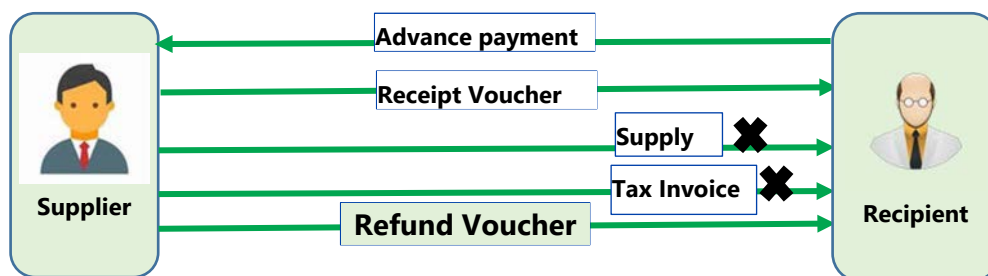 Advance payment
Receipt Voucher
Supply
Tax Invoice
Supplier
Refund Voucher
Recipient